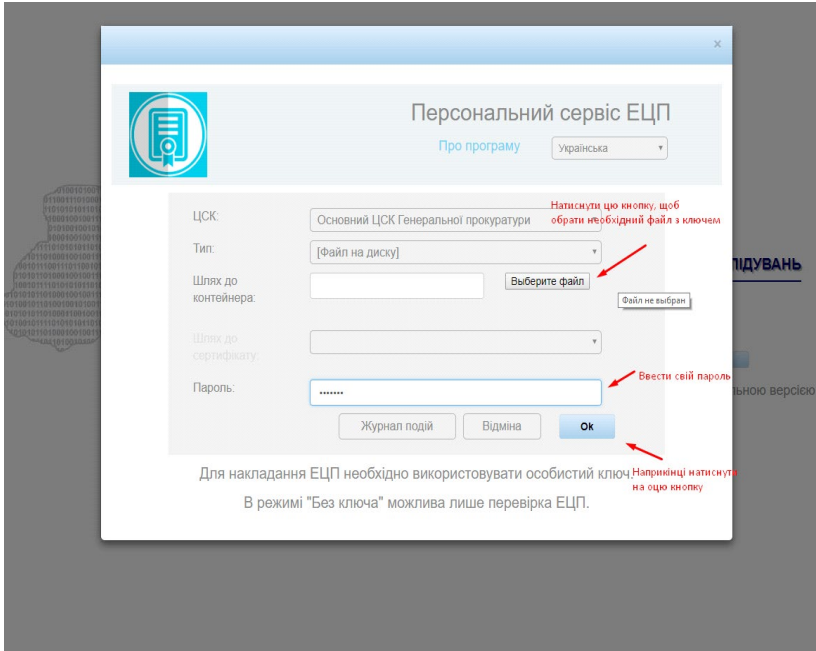 ×
Персональний сервіс ЕЦП
Про програму
Українська
ЦСК:
Основний ЦСК Генеральної прокуратури
Натиснути цю кнопку, щоб
обрати необхідний файл з ключем
Тип:
[Файл на диску]
Шлях до
контейнера:
Выберите файл
Файл не выбран
ЛІДУВАНЬ
Шлях до
сертифікату:
Пароль:
•••••••
Ввести свій пароль
льною версією
Журнал подій
Відміна
Ok
Наприкінці натиснути
на оцю кнопку
Для накладання ЕЦП необхідно використовувати особистий ключ.
В режимі "Без ключа" можлива лише перевірка ЕЦП.